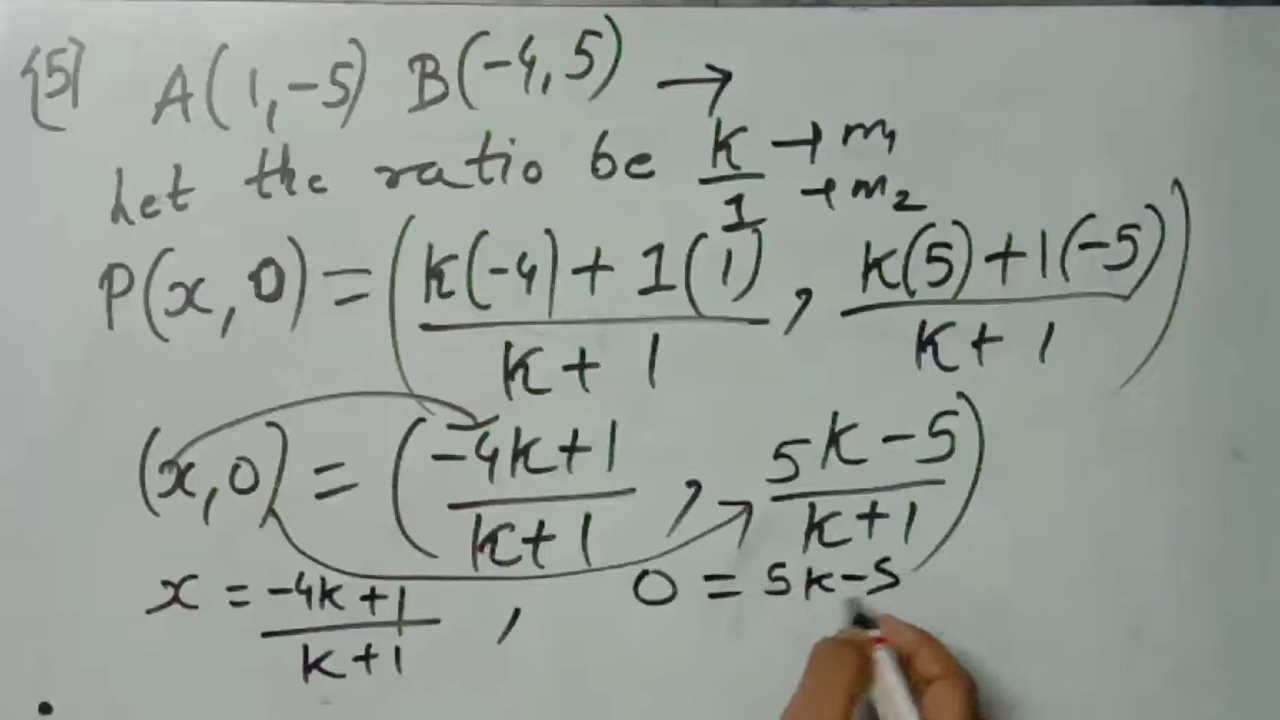 {5} A(1,-5) B(-4,5) →
Let the ratio be k/1 → m1 → m2
P(x,0) = ( (k(-4)+1(1))/(k+1) , (k(5)+1(-5))/(k+1) )
(x,0) = ( (-4k+1)/(k+1) , (5k-5)/(k+1) )
x = (-4k+1)/(k+1) , 0 = 5k-5